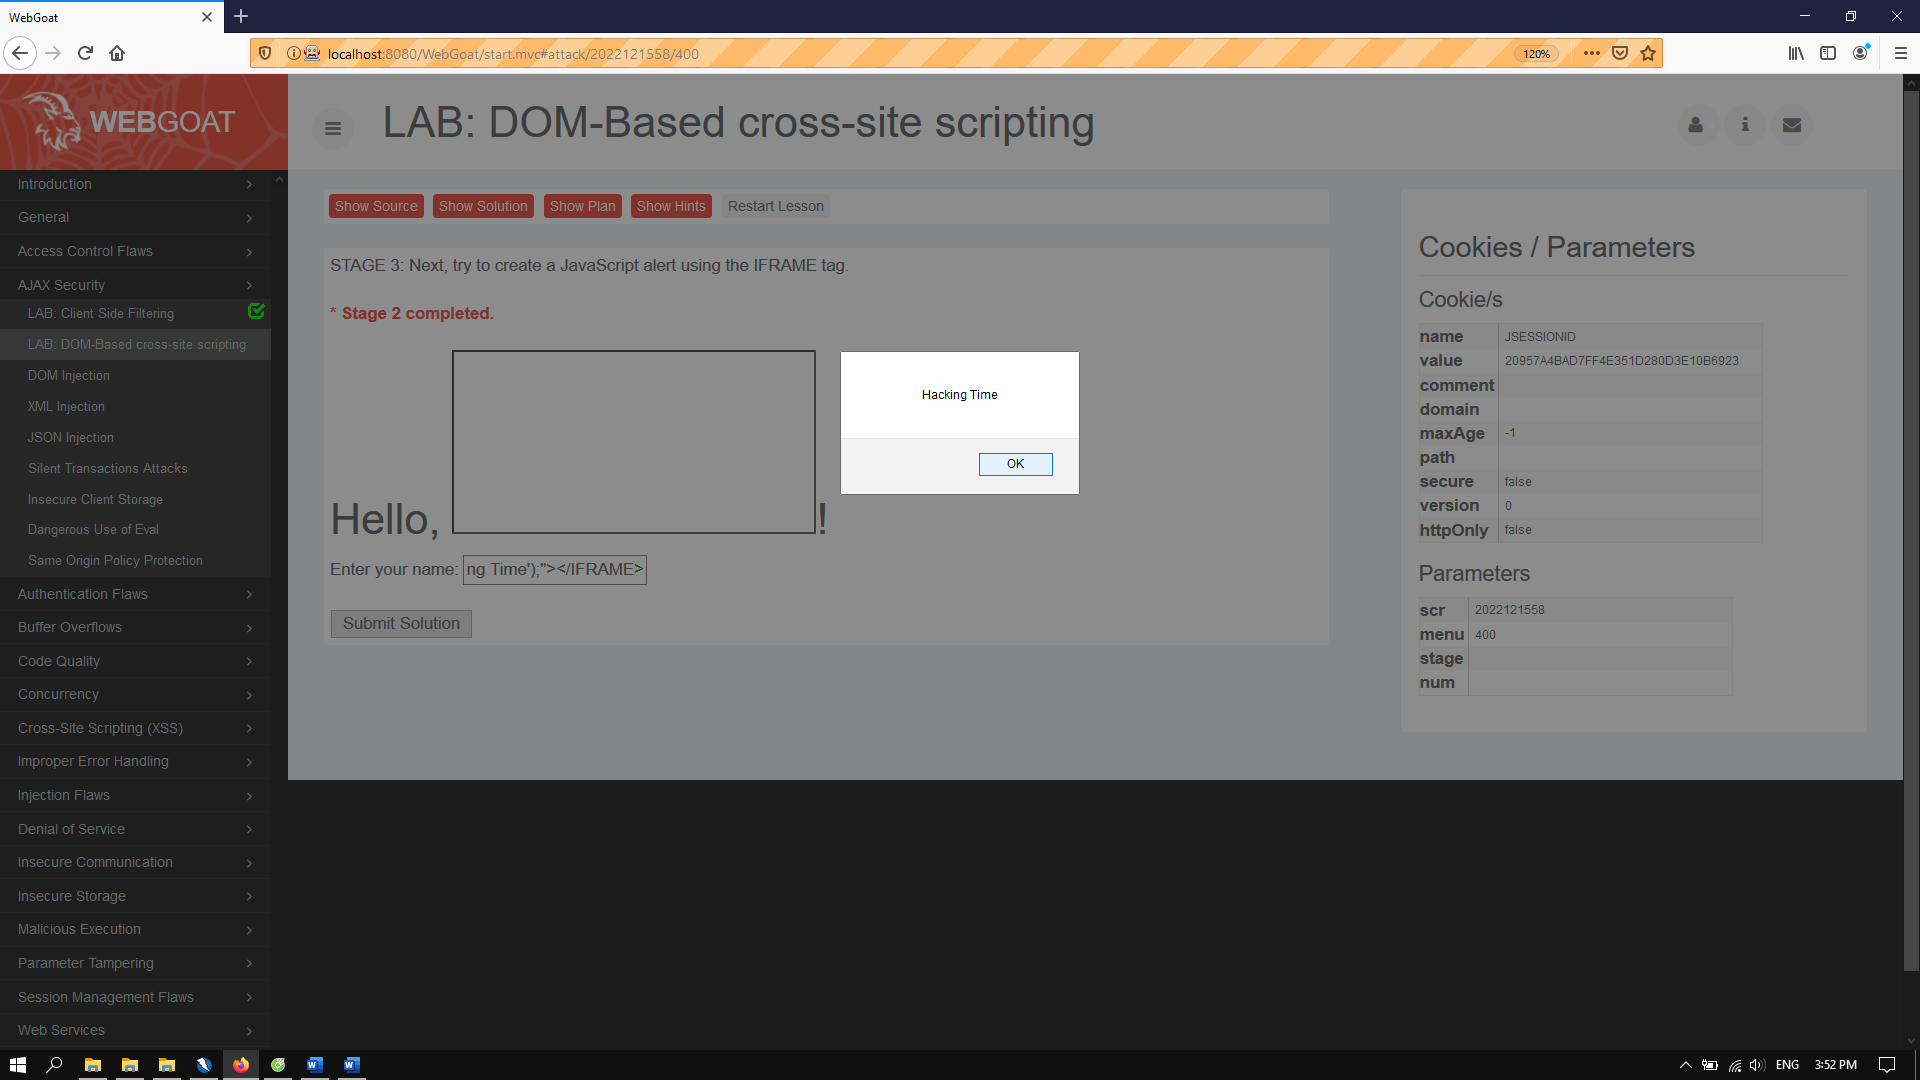 WebGoat
localhost:8080/WebGoat/start.mvc#attack/2022121558/400
120%
WEBGOAT
LAB: DOM-Based cross-site scripting
Introduction
General
Access Control Flaws
AJAX Security
LAB: Client Side Filtering
LAB: DOM-Based cross-site scripting
DOM Injection
XML Injection
JSON Injection
Silent Transactions Attacks
Insecure Client Storage
Dangerous Use of Eval
Same Origin Policy Protection
Authentication Flaws
Buffer Overflows
Code Quality
Concurrency
Cross-Site Scripting (XSS)
Improper Error Handling
Injection Flaws
Denial of Service
Insecure Communication
Insecure Storage
Malicious Execution
Parameter Tampering
Session Management Flaws
Web Services
Show Source Show Solution Show Plan Show Hints Restart Lesson
STAGE 3: Next, try to create a JavaScript alert using the IFRAME tag.
* Stage 2 completed.
Hello, !
Enter your name: ng Time');"></IFRAME>
Submit Solution
Hacking Time
OK
Cookies / Parameters
Cookie/s
name JSESSIONID
value 20957A4BAD7FF4E351D280D3E10B6923
comment
domain
maxAge -1
path
secure false
version 0
httpOnly false
Parameters
scr 2022121558
menu 400
stage
num
ENG 3:52 PM